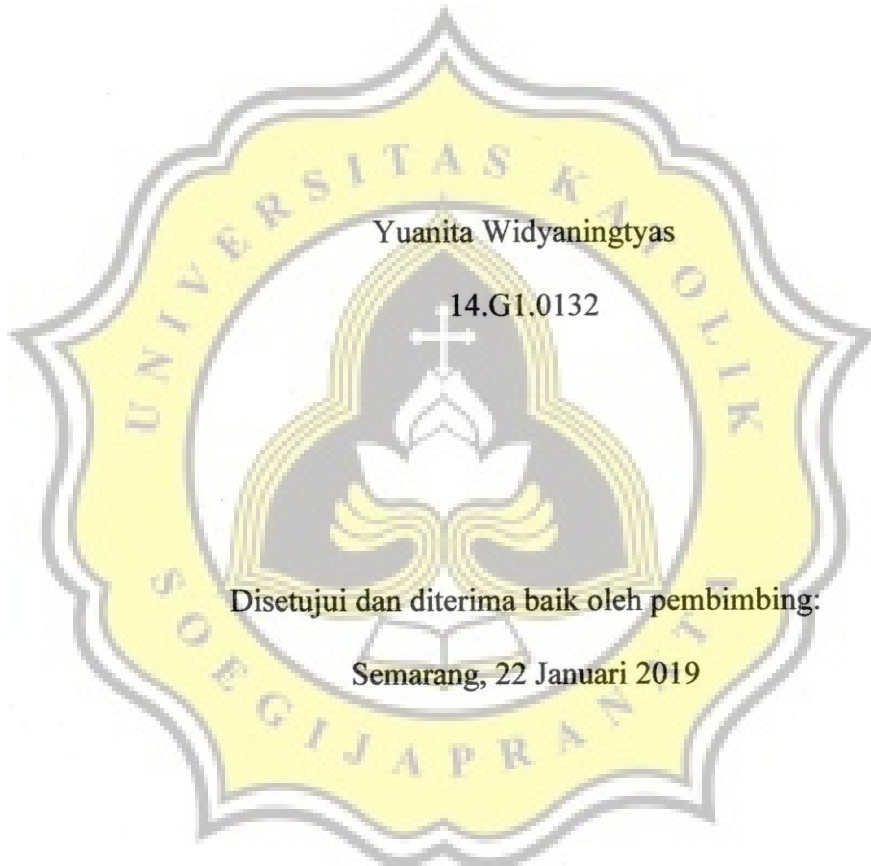 UNIVERSITAS KATOLIK
Yuanita Widyaningtyas
14.G1.0132
Disetujui dan diterima baik oleh pembimbing:
Semarang, 22 Januari 2019
SOEGIJAPRANATA